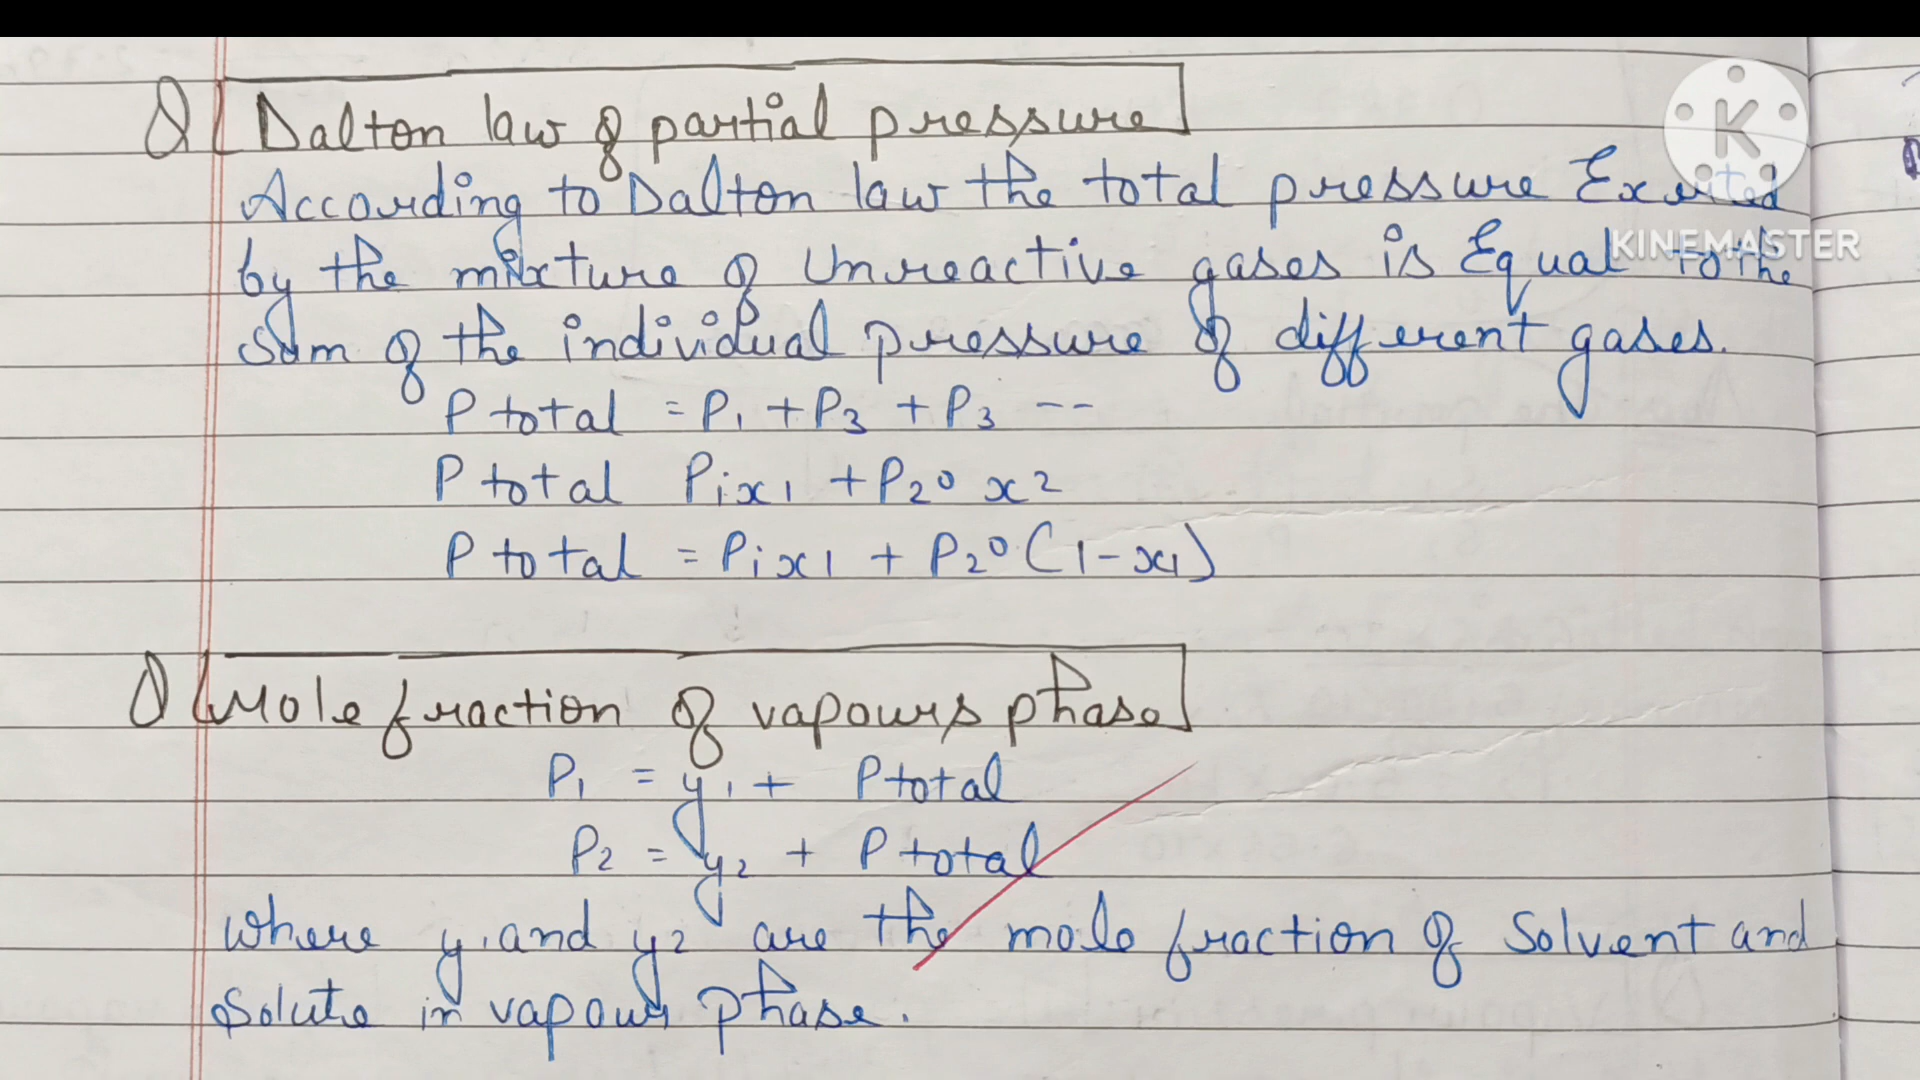 Q Dalton law of partial pressure
According to Dalton law the total pressure Exerted
by the mixture of Unreactive gases is Equal to the
sum of the individual pressure of different gases.
P total = P₁ + P₃ + P₃ --
P total P₁x₁ + P₂⁰ x₂
P total = P₁x₁ + P₂⁰ (1-x₁)
Q Mole fraction of vapours phase
P₁ = y₁ + P total
P₂ = y₂ + P total
where y₁ and y₂ are the mole fraction of Solvent and
Solute in vapour phase.
K
KINEMASTER